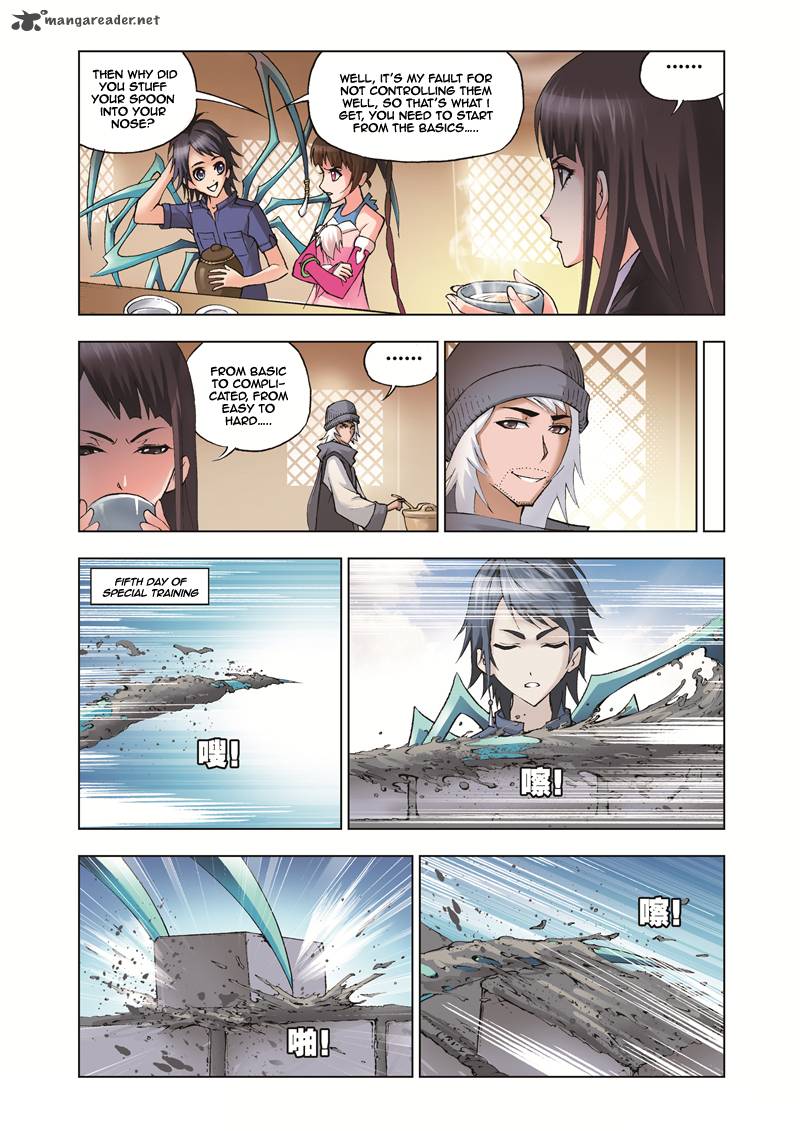 mangareader.net
THEN WHY DID
YOU STUFF
YOUR SPOON
INTO YOUR
NOSE?
WELL, IT'S MY FAULT FOR
NOT CONTROLLING THEM
WELL, SO THAT'S WHAT I
GET, YOU NEED TO START
FROM THE BASICS.....
......
FROM BASIC
TO COMPLI-
CATED, FROM
EASY TO
HARD.....
......
FIFTH DAY OF
SPECIAL TRAINING
嗖!
嚓!
啪!
嚓!